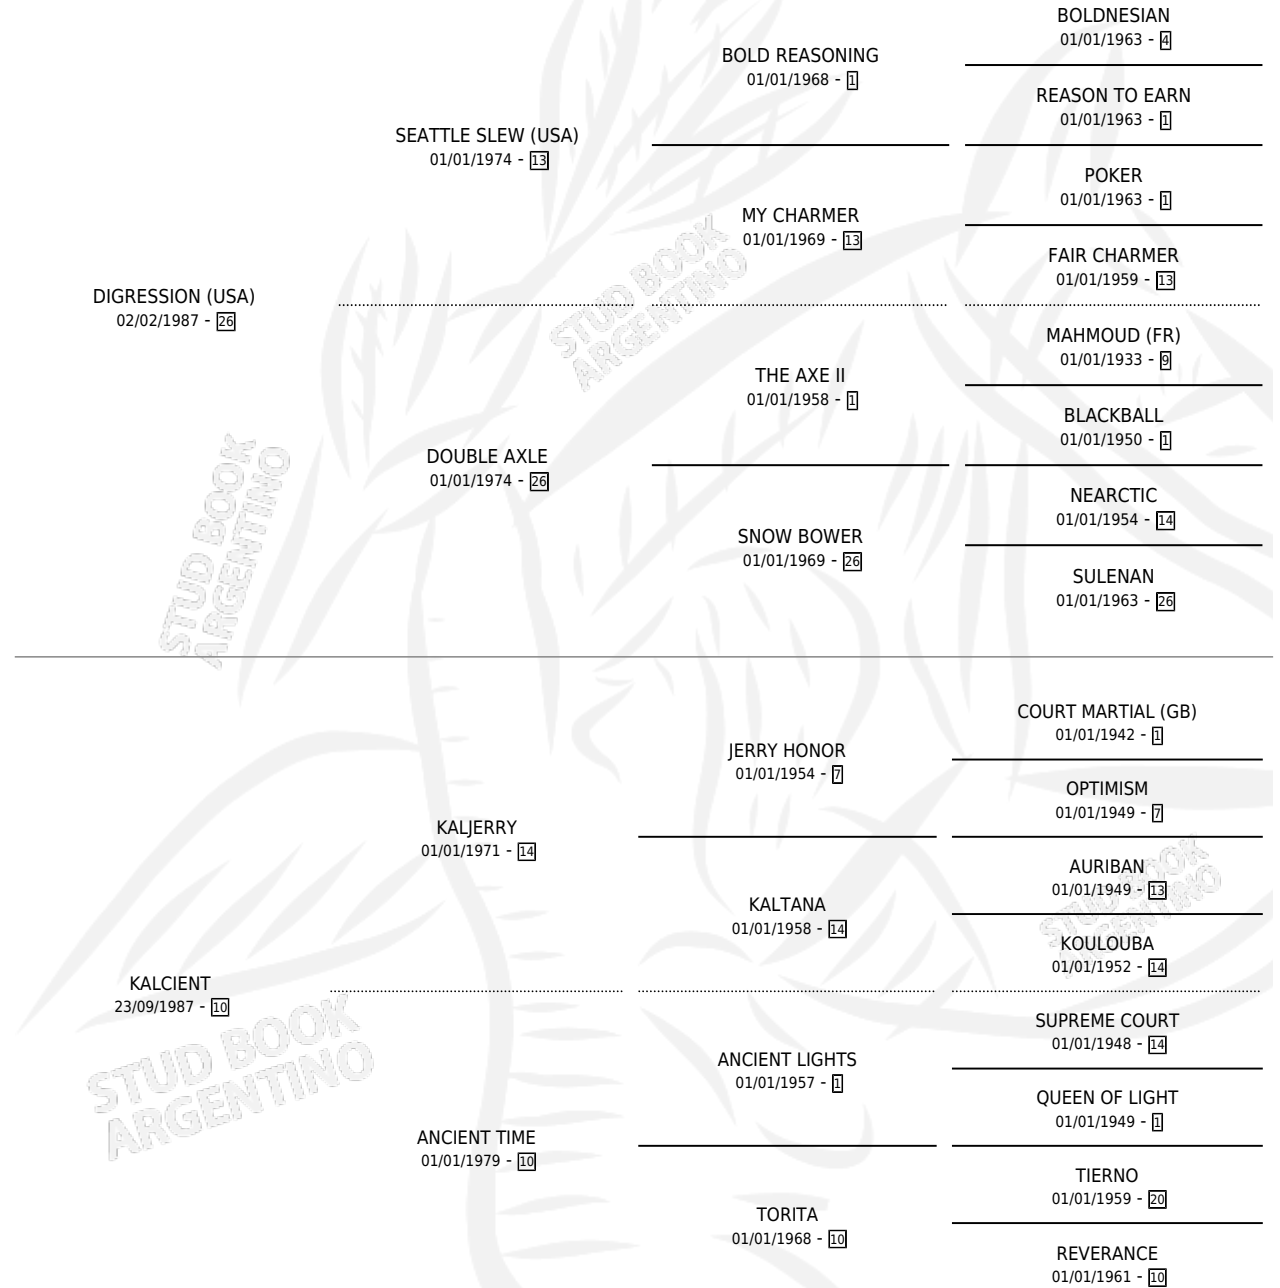 BOLDNESIAN
01/01/1963 - 4
BOLD REASONING
01/01/1968 - 1
REASON TO EARN
01/01/1963 - 1
SEATTLE SLEW (USA)
01/01/1974 - 13
POKER
01/01/1963 - 1
MY CHARMER
01/01/1969 - 13
FAIR CHARMER
01/01/1959 - 13
DIGRESSION (USA)
02/02/1987 - 26
STUD BOOK
ARGENTINO
MAHMOUD (FR)
01/01/1933 - 9
THE AXE II
01/01/1958 - 1
BLACKBALL
01/01/1950 - 1
DOUBLE AXLE
01/01/1974 - 26
NEARCTIC
01/01/1954 - 14
SNOW BOWER
01/01/1969 - 26
SULENAN
01/01/1963 - 26
STUD BOOK
ARGENTINO
COURT MARTIAL (GB)
01/01/1942 - 1
JERRY HONOR
01/01/1954 - 7
OPTIMISM
01/01/1949 - 7
KALJERRY
01/01/1971 - 14
AURIBAN
01/01/1949 - 13
KALTANA
01/01/1958 - 14
STUD BOOK
ARGENTINO
KOULOUBA
01/01/1952 - 14
KALCIENT
23/09/1987 - 10
SUPREME COURT
01/01/1948 - 14
STUD BOOK
ARGENTINO
ANCIENT LIGHTS
01/01/1957 - 1
QUEEN OF LIGHT
01/01/1949 - 1
ANCIENT TIME
01/01/1979 - 10
TIERNO
01/01/1959 - 20
TORITA
01/01/1968 - 10
REVERANCE
01/01/1961 - 10